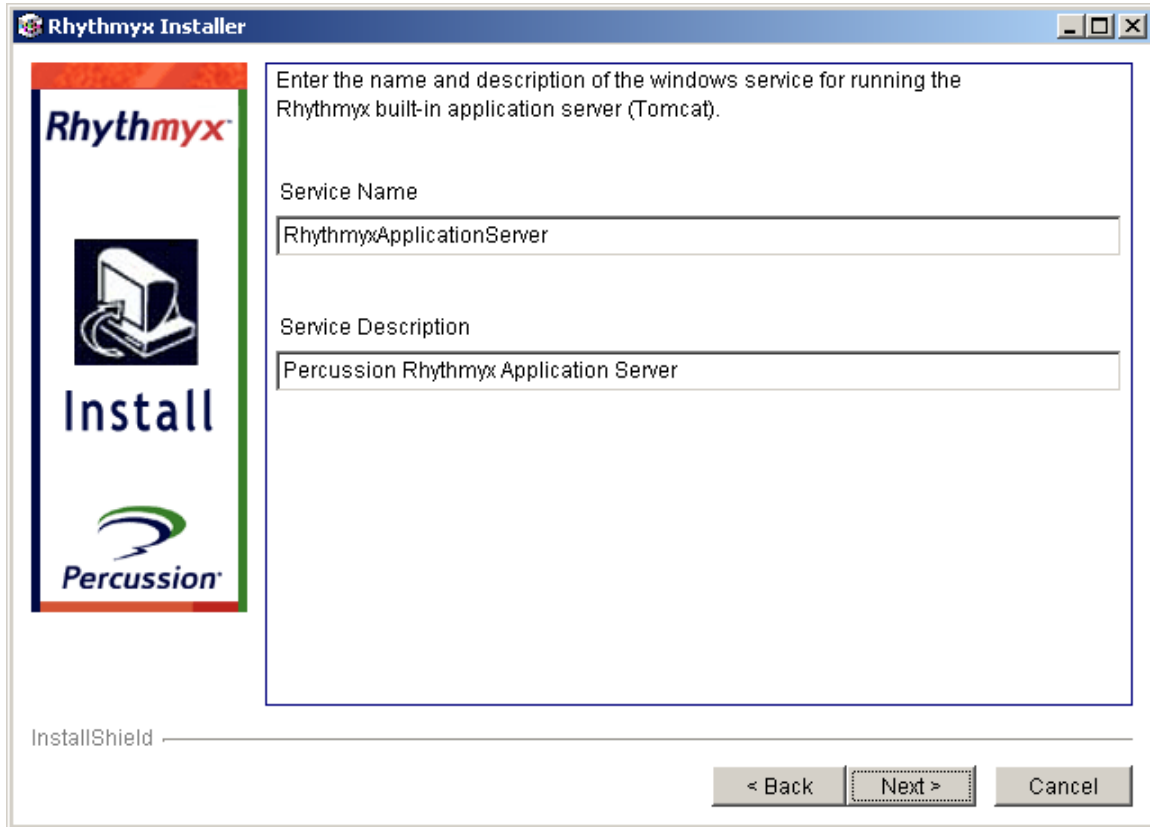 Rhythmyx Installer
Rhythmyx
Install
Percussion
Enter the name and description of the windows service for running the
Rhythmyx built-in application server (Tomcat).
Service Name
RhythmyxApplicationServer
Service Description
Percussion Rhythmyx Application Server
InstallShield
< Back
Next >
Cancel